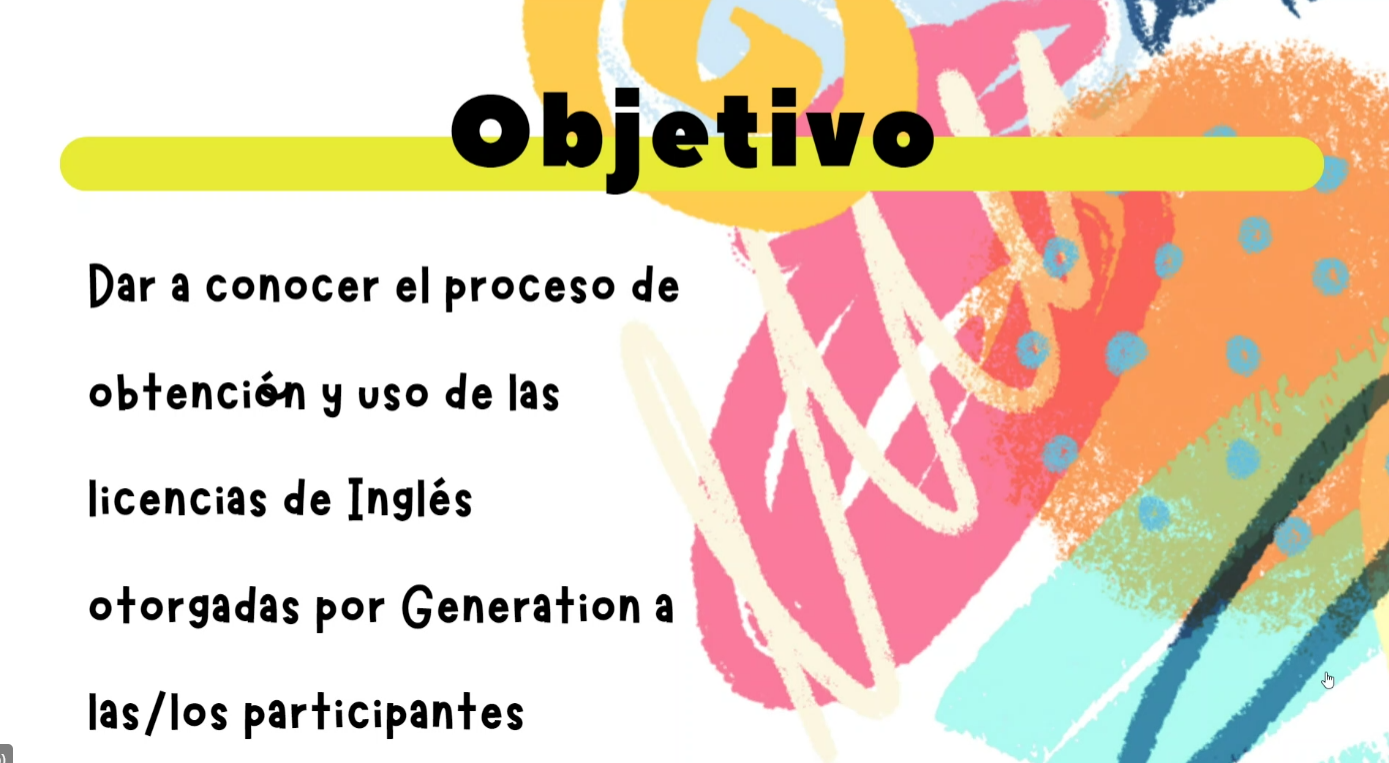 Objetivo
Dar a conocer el proceso de
obtención y uso de las
licencias de Inglés
otorgadas por Generation a
las/los participantes